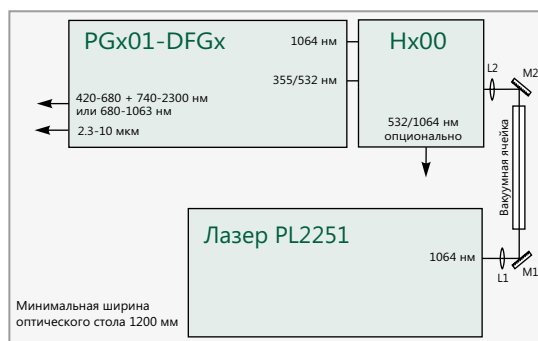 PGx01-DFGx
1064 нм
355/532 нм
420-680 + 740-2300 нм
или 680-1063 нм
2.3-10 мкм
Hx00
532/1064 нм
опционально
L2
M2
Вакуумная ячейка
Лазер PL2251
1064 нм
L1
M1
Минимальная ширина
оптического стола 1200 мм